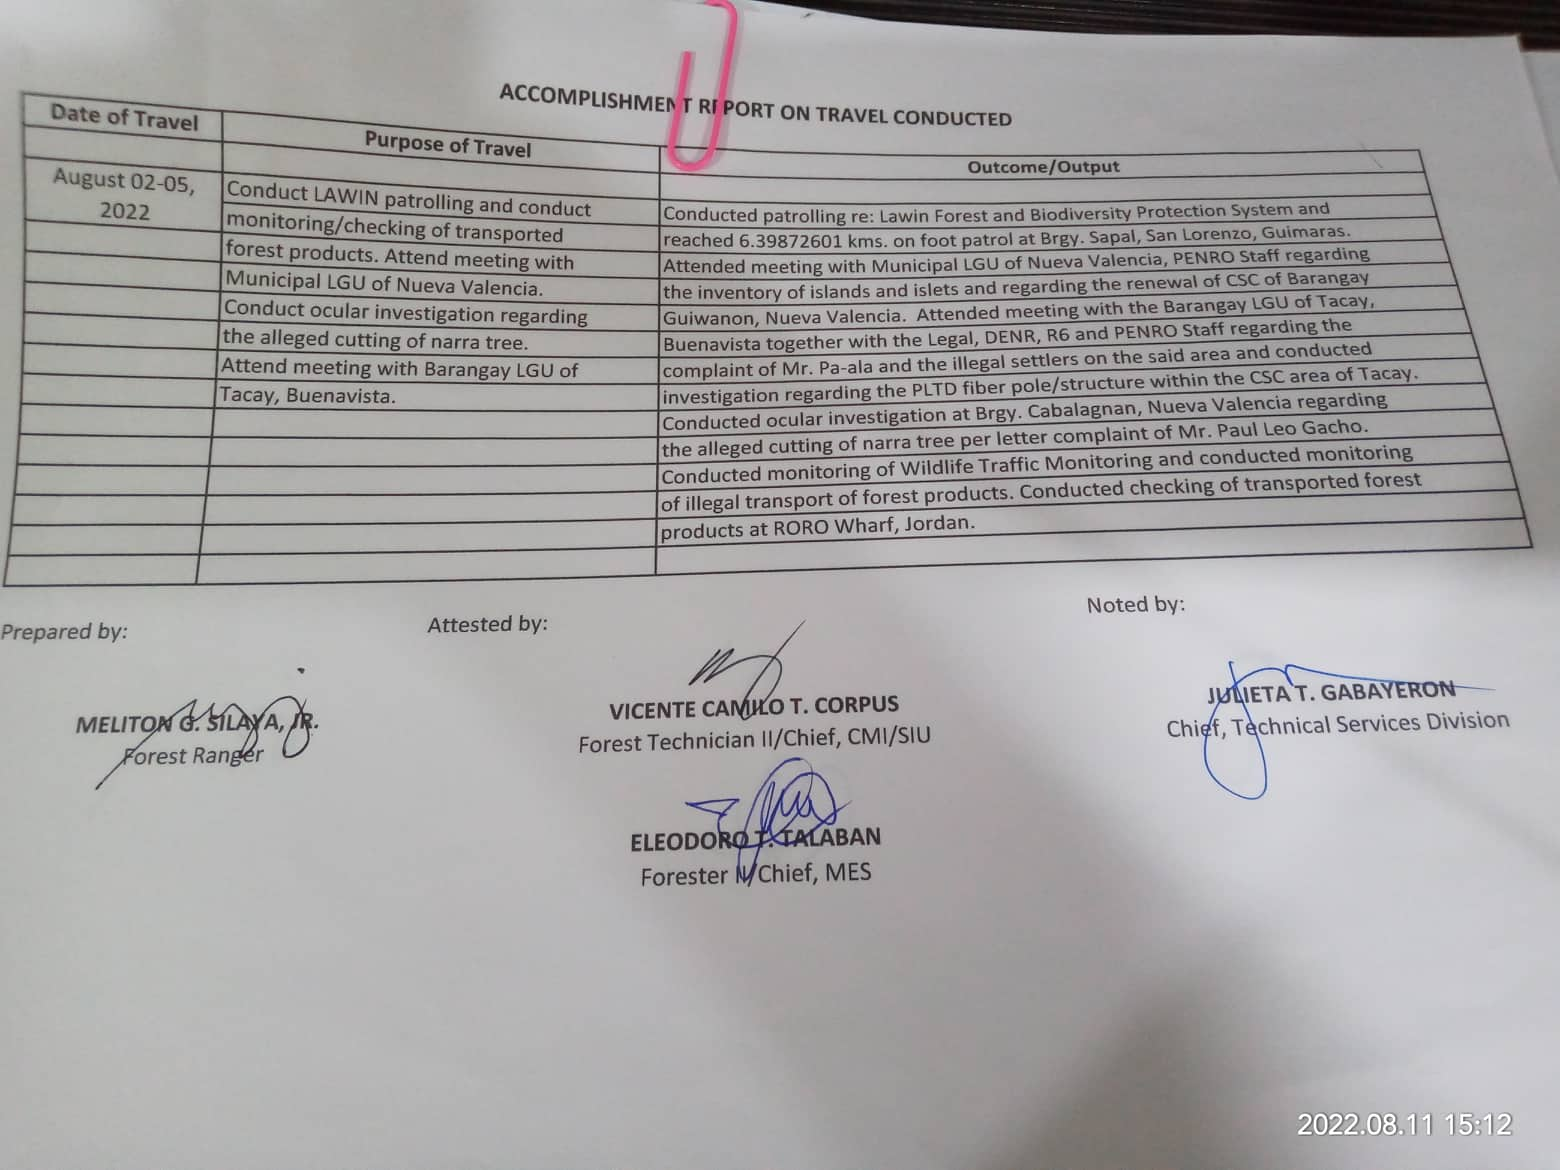 ACCOMPLISHMENT REPORT ON TRAVEL CONDUCTED
Date of Travel
Purpose of Travel
Outcome/Output
August 02-05,
2022
Conduct LAWIN patrolling and conduct
monitoring/checking of transported
forest products. Attend meeting with
Municipal LGU of Nueva Valencia.
Conduct ocular investigation regarding
the alleged cutting of narra tree.
Attend meeting with Barangay LGU of
Tacay, Buenavista.
Conducted patrolling re: Lawin Forest and Biodiversity Protection System and
reached 6.39872601 kms. on foot patrol at Brgy. Sapal, San Lorenzo, Guimaras.
Attended meeting with Municipal LGU of Nueva Valencia, PENRO Staff regarding
the inventory of islands and islets and regarding the renewal of CSC of Barangay
Guiwanon, Nueva Valencia. Attended meeting with the Barangay LGU of Tacay,
Buenavista together with the Legal, DENR, R6 and PENRO Staff regarding the
complaint of Mr. Pa-ala and the illegal settlers on the said area and conducted
investigation regarding the PLTD fiber pole/structure within the CSC area of Tacay.
Conducted ocular investigation at Brgy. Cabalagnan, Nueva Valencia regarding
the alleged cutting of narra tree per letter complaint of Mr. Paul Leo Gacho.
Conducted monitoring of Wildlife Traffic Monitoring and conducted monitoring
of illegal transport of forest products. Conducted checking of transported forest
products at RORO Wharf, Jordan.
Prepared by:
MELITON G. SILAYA, JR.
Forest Ranger
Attested by:
VICENTE CAMILO T. CORPUS
Forest Technician II/Chief, CMI/SIU
ELEODORO T. TALABAN
Forester /Chief, MES
Noted by:
JULIETA T. GABAYERON
Chief, Technical Services Division
2022.08.11 15:12